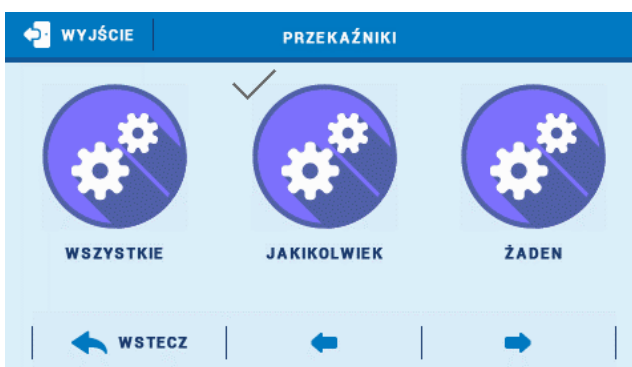 WYJŚCIE
PRZEKAŹNIKI
WSZYSTKIE
JAKIKOLWIEK
ŻADEN
WSTECZ